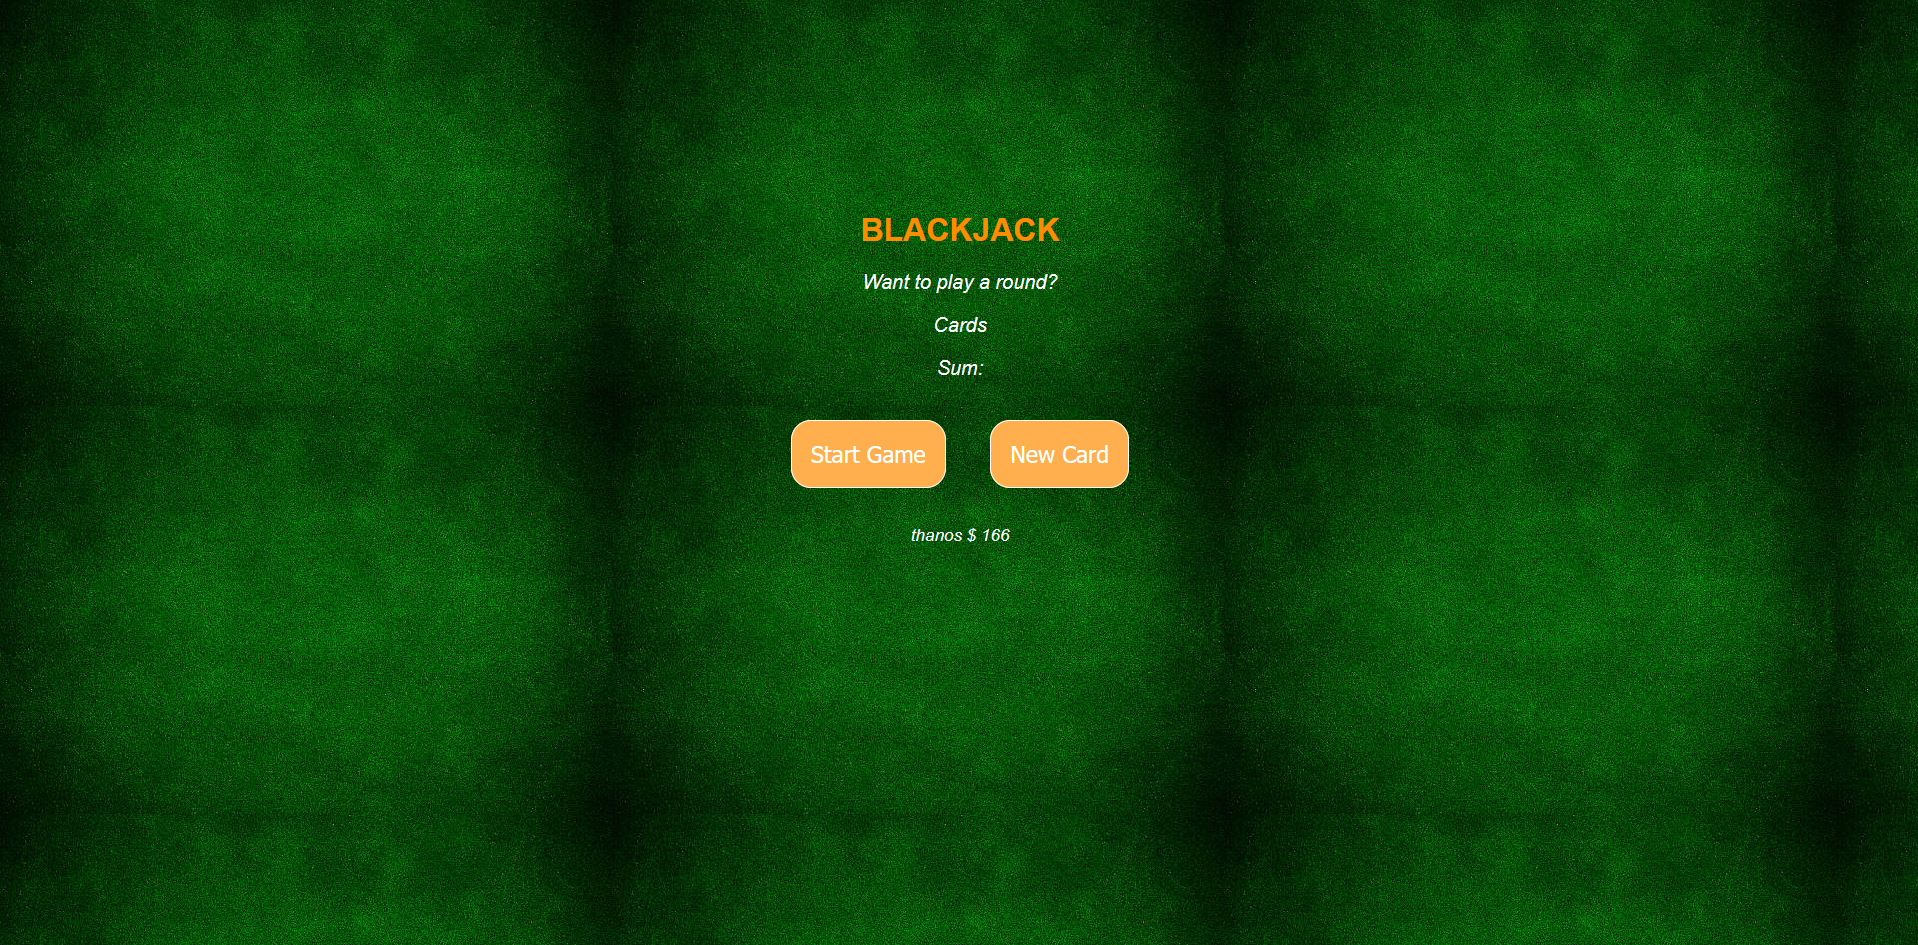 BLACKJACK
Want to play a round?
Cards
Sum:
Start Game
New Card
thanos $ 166